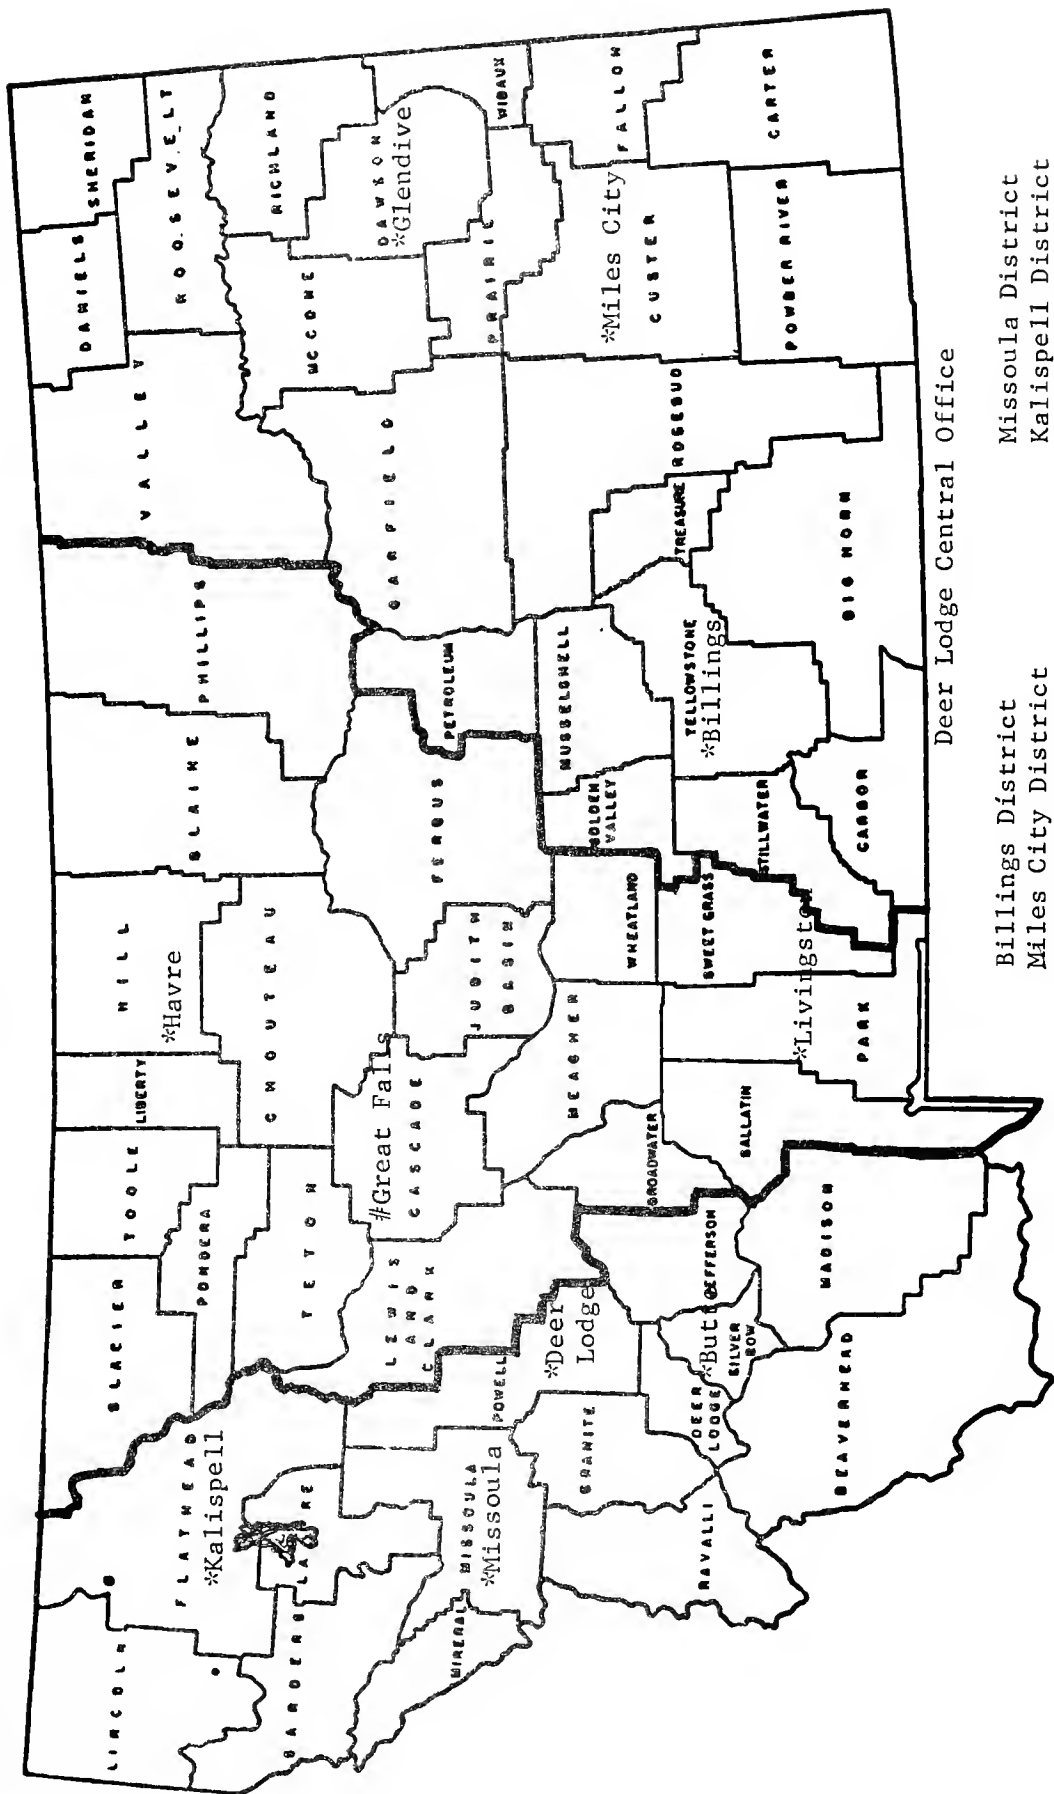 LINCOLN
FLATHEAD
*Kalispell
GLACIER
TOOLE
LIBERTY
HILL
*Havre
BLAINE
PHILLIPS
VALLEY
DANIELS
SHERIDAN
ROOSEVELT
PONDERA
TETON
CHOUTEAU
SANDERS
LAKE
LEWIS
AND
CLARK
#Great Falls
CASCADE
JUDITH
BASIN
FERGUS
PETROLEUM
GARFIELD
MCCONE
RICHLAND
DAWSON
*Glendive
PRAIRIE
WIBAUX
MINERAL
MISSOULA
*Missoula
POWELL
*Deer
Lodge
GRANITE
MEAGHER
BROADWATER
WHEATLAND
GOLDEN
VALLEY
MUSSELSHELL
TREASURE
ROSEBUD
*Miles City
CUSTER
FALLOW
RAVALLI
DEER
LODGE
*Butte
SILVER
BOW
JEFFERSON
GALLATIN
PARK
*Livingston
SWEET GRASS
STILLWATER
YELLOWSTONE
*Billings
BIG HORN
CARBON
POWDER RIVER
CARTER
BEAVERHEAD
MADISON
Deer Lodge Central Office
Billings District
Miles City District
Missoula District
Kalispell District